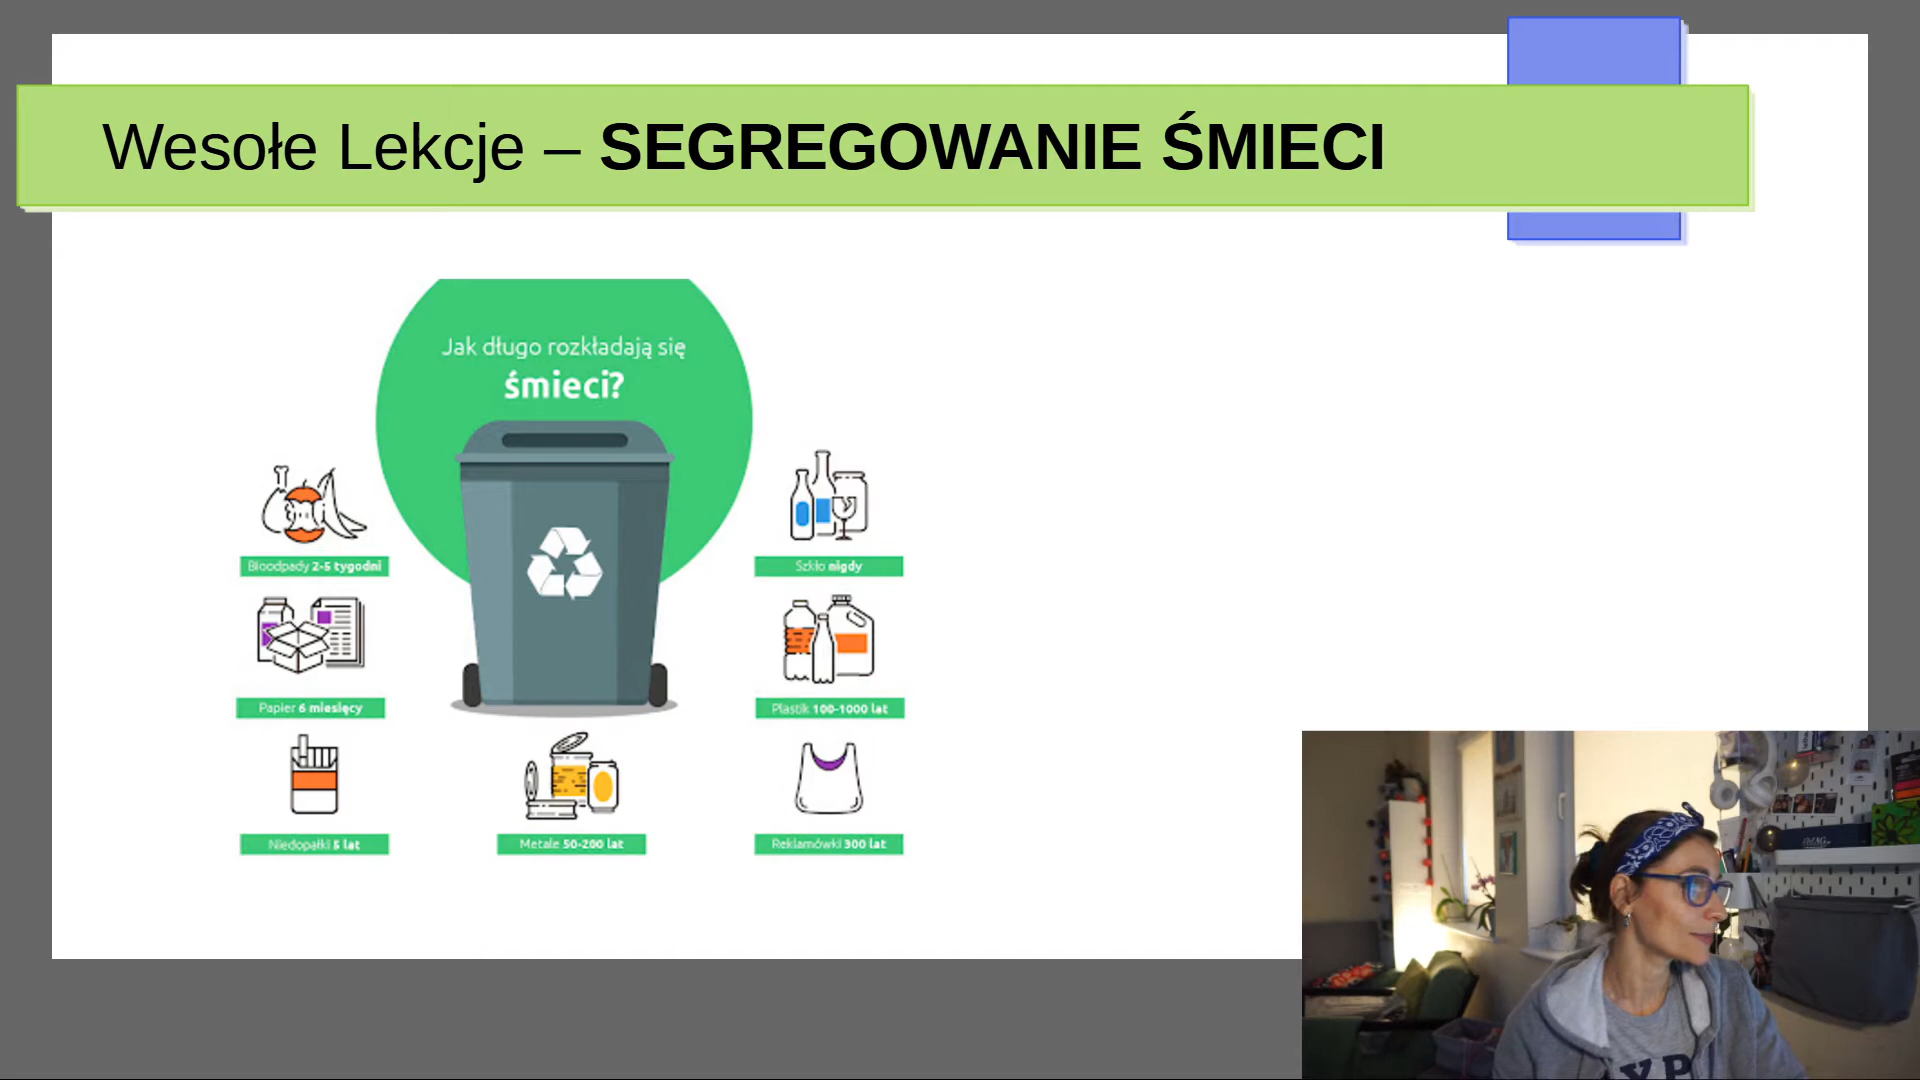 Wesołe Lekcje – SEGREGOWANIE ŚMIECI
Jak długo rozkładają się
śmieci?
Bioodpady 2-5 tygodni
Szkło nigdy
Papier 6 miesięcy
Plastik 100-1000 lat
Niedopałki 5 lat
Metale 50-200 lat
Reklamówki 300 lat